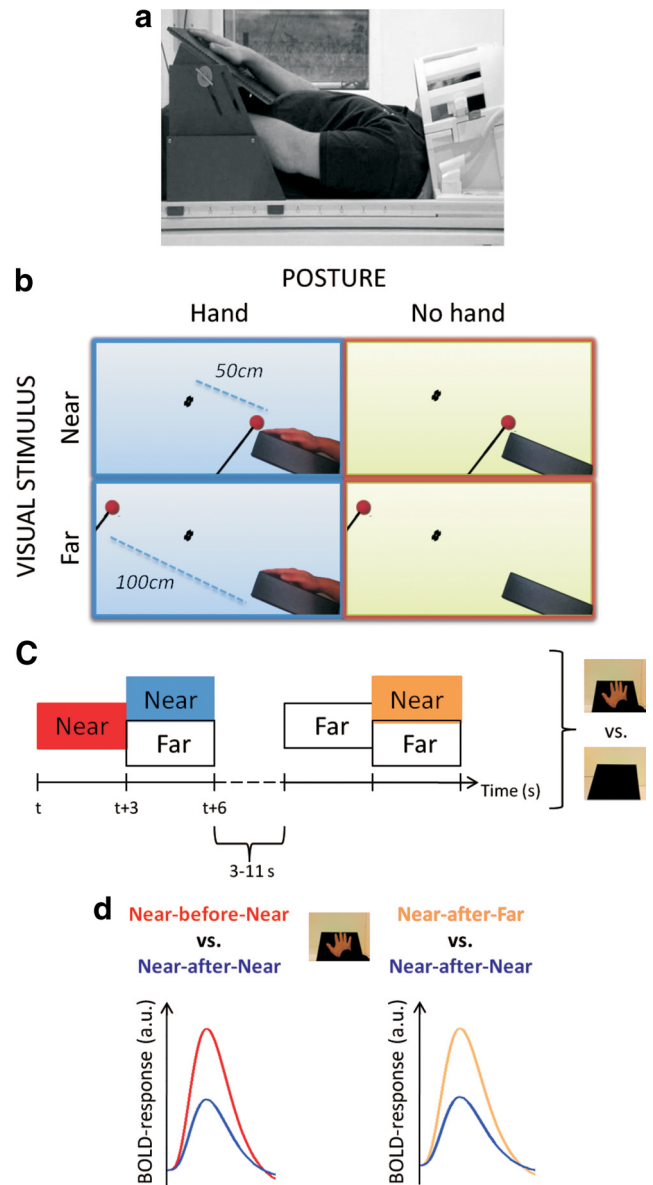 a
b
POSTURE
Hand
No hand
VISUAL STIMULUS
Near
Far
50cm
100cm
C
Near
Near
Far
Far
Near
Far
vs.
Time (s)
t
t+3
t+6
3-11 s
d
Near-before-Near
vs.
Near-after-Near
Near-after-Far
vs.
Near-after-Near
BOLD-response (a.u.)
BOLD-response (a.u.)